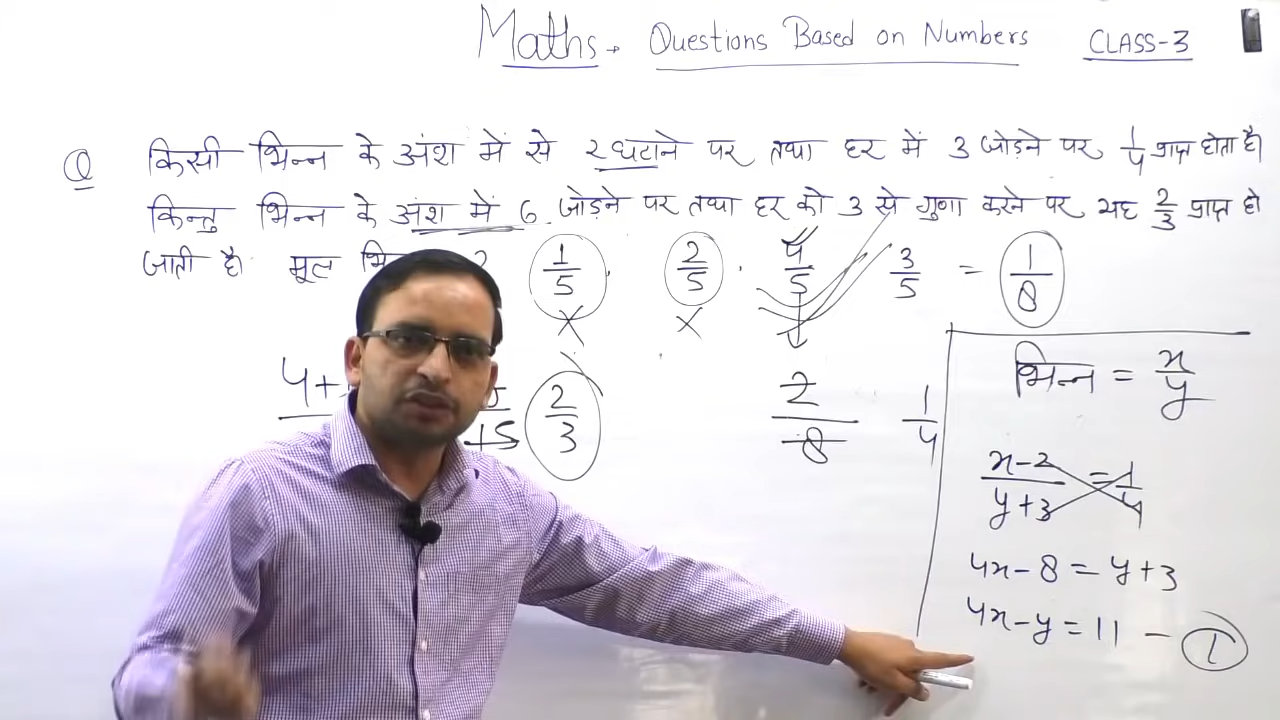 Maths. Questions Based on Numbers CLASS-3
Q किसी भिन्न के अंश में से 2 घटाने पर तथा हर में 3 जोड़ने पर 1/4 प्राप्त होता है।
किन्तु भिन्न के अंश में 6 जोड़ने पर तथा हर को 3 से गुणा करने पर यह 2/3 प्राप्त हो
जाती है। मूल 1/5 . 2/5 . 4/5 3/5 = 1/8
X X
4+ 15 2/3 2/8 1/4
भिन्न = x/y
x-2/y+3 = 1/4
4x-8=y+3
4x-y=11 - 1